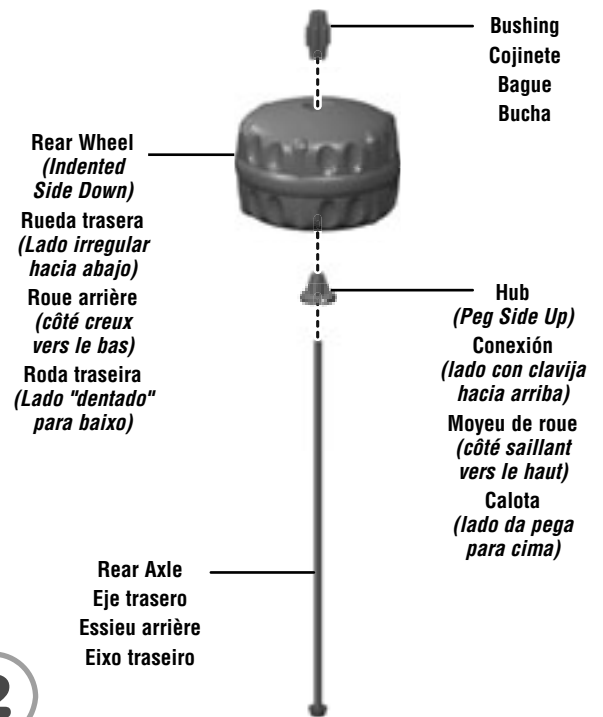 Bushing
Cojinete
Bague
Bucha
Rear Wheel
(Indented
Side Down)
Rueda trasera
(Lado irregular
hacia abajo)
Roue arrière
(côté creux
vers le bas)
Roda traseira
(Lado "dentado"
para baixo)
Hub
(Peg Side Up)
Conexión
(lado con clavija
hacia arriba)
Moyeu de roue
(côté saillant
vers le haut)
Calota
(lado da pega
para cima)
Rear Axle
Eje trasero
Essieu arrière
Eixo traseiro
2